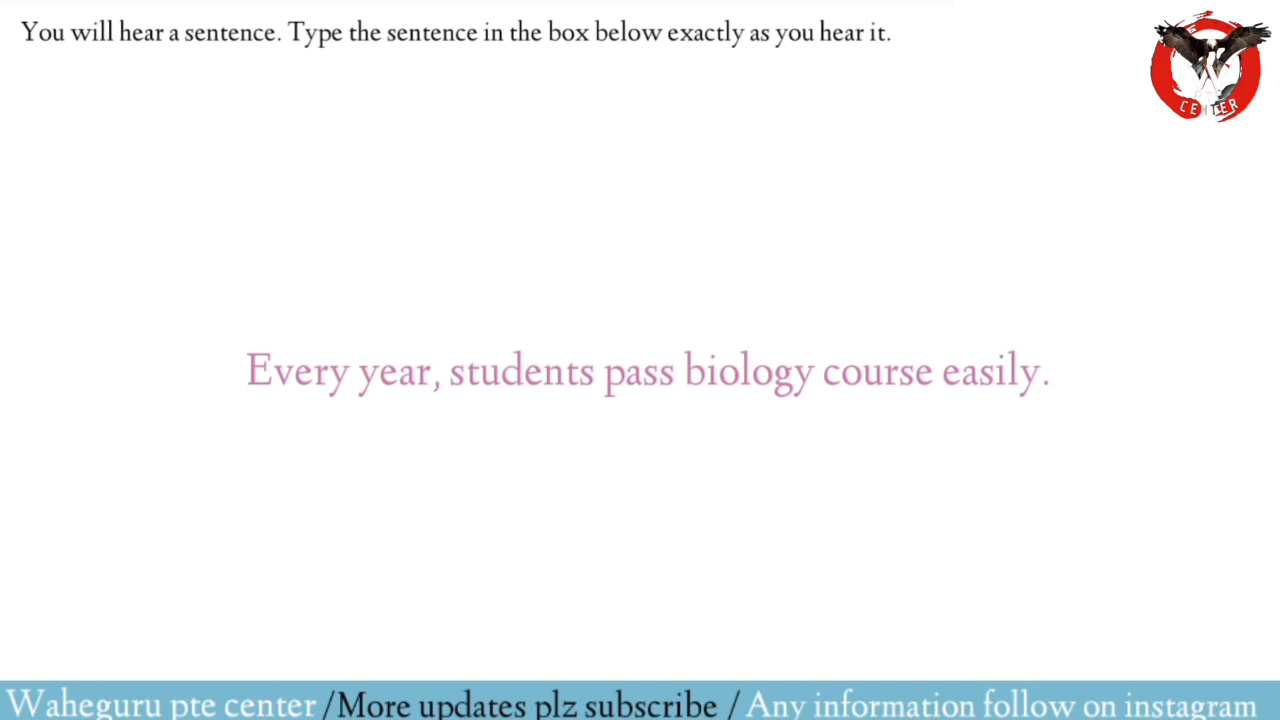 You will hear a sentence. Type the sentence in the box below exactly as you hear it.
CENTER
Every year, students pass biology course easily.
Waheguru pte center /More updates plz subscribe / Any information follow on instagram